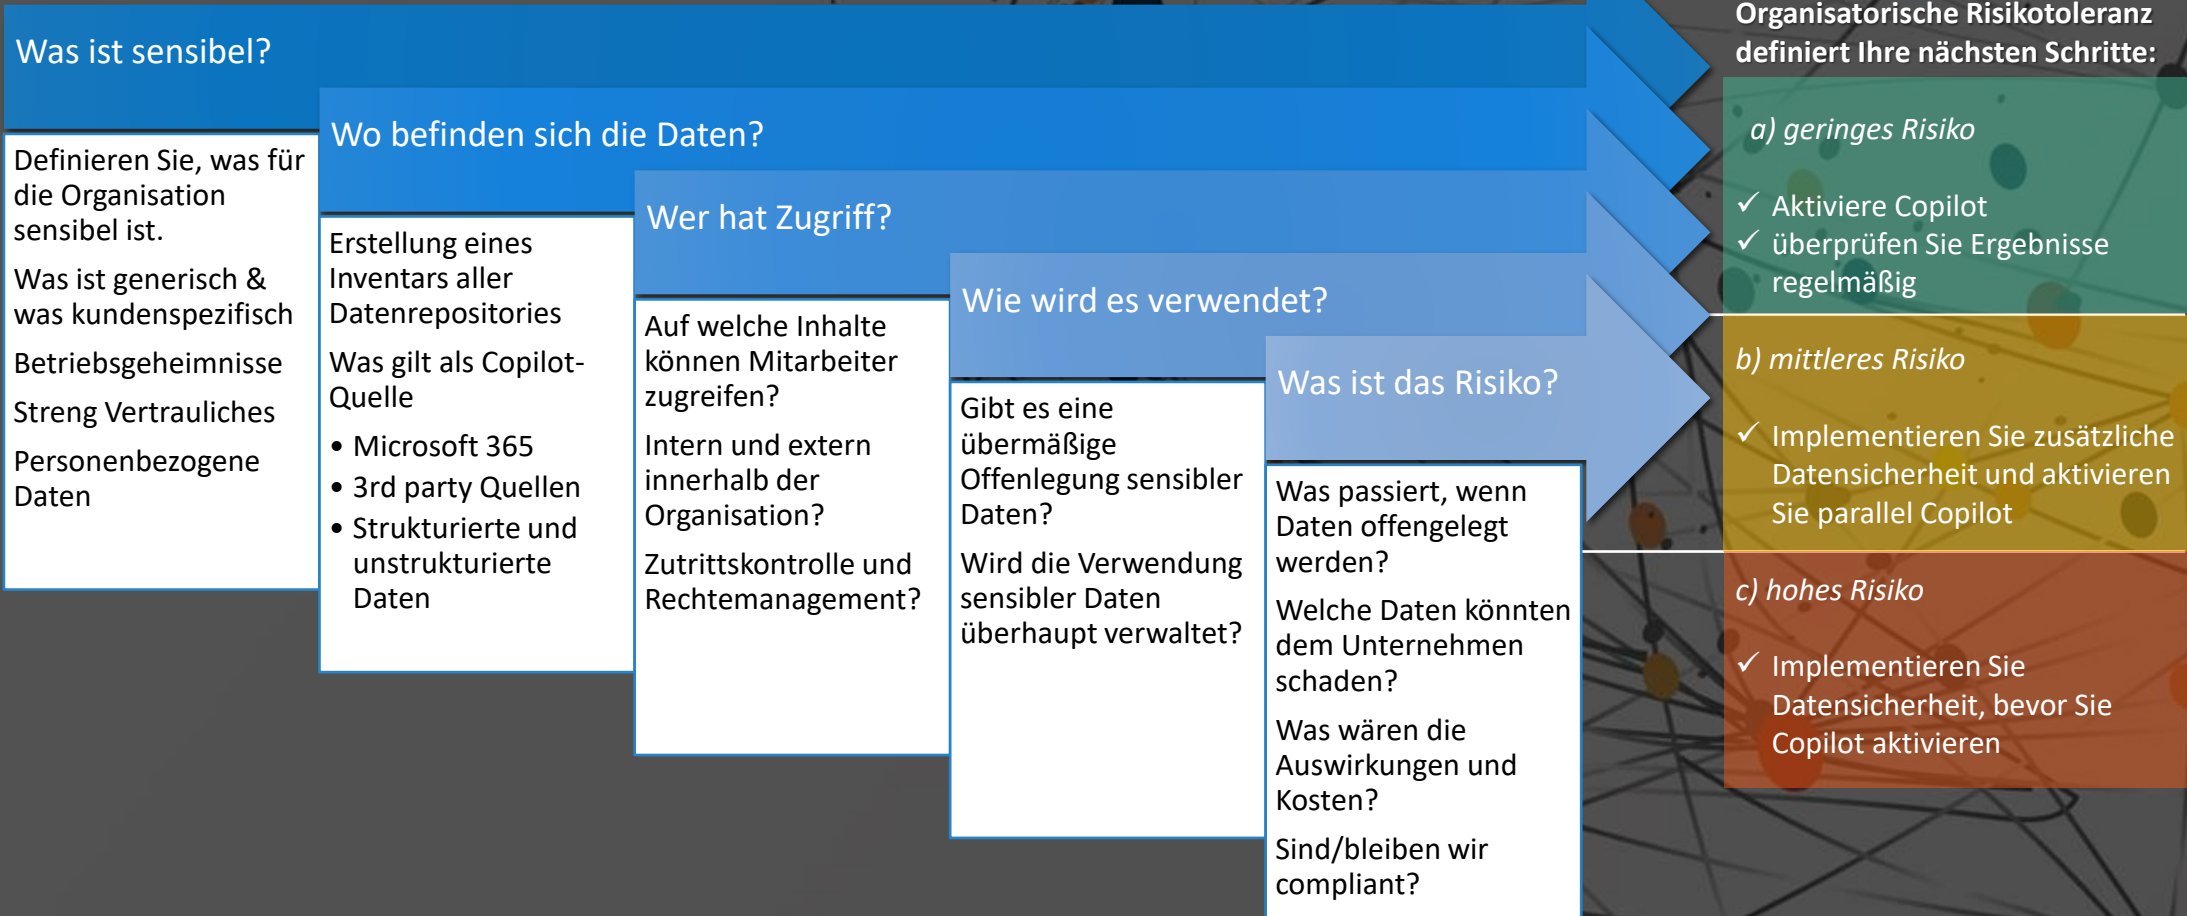 Was ist sensibel?
Definieren Sie, was für
die Organisation
sensibel ist.
Was ist generisch &
was kundenspezifisch
Betriebsgeheimnisse
Streng Vertrauliches
Personenbezogene
Daten
Wo befinden sich die Daten?
Erstellung eines
Inventars aller
Datenrepositories
Was gilt als Copilot-
Quelle
• Microsoft 365
• 3rd party Quellen
• Strukturierte und
unstrukturierte
Daten
Wer hat Zugriff?
Auf welche Inhalte
können Mitarbeiter
zugreifen?
Intern und extern
innerhalb der
Organisation?
Zutrittskontrolle und
Rechtemanagement?
Wie wird es verwendet?
Gibt es eine
übermäßige
Offenlegung sensibler
Daten?
Wird die Verwendung
sensibler Daten
überhaupt verwaltet?
Was ist das Risiko?
Was passiert, wenn
Daten offengelegt
werden?
Welche Daten könnten
dem Unternehmen
schaden?
Was wären die
Auswirkungen und
Kosten?
Sind/bleiben wir
compliant?
Organisatorische Risikotoleranz
definiert Ihre nächsten Schritte:
a) geringes Risiko
✓ Aktiviere Copilot
✓ überprüfen Sie Ergebnisse
regelmäßig
b) mittleres Risiko
✓ Implementieren Sie zusätzliche
Datensicherheit und aktivieren
Sie parallel Copilot
c) hohes Risiko
✓ Implementieren Sie
Datensicherheit, bevor Sie
Copilot aktivieren